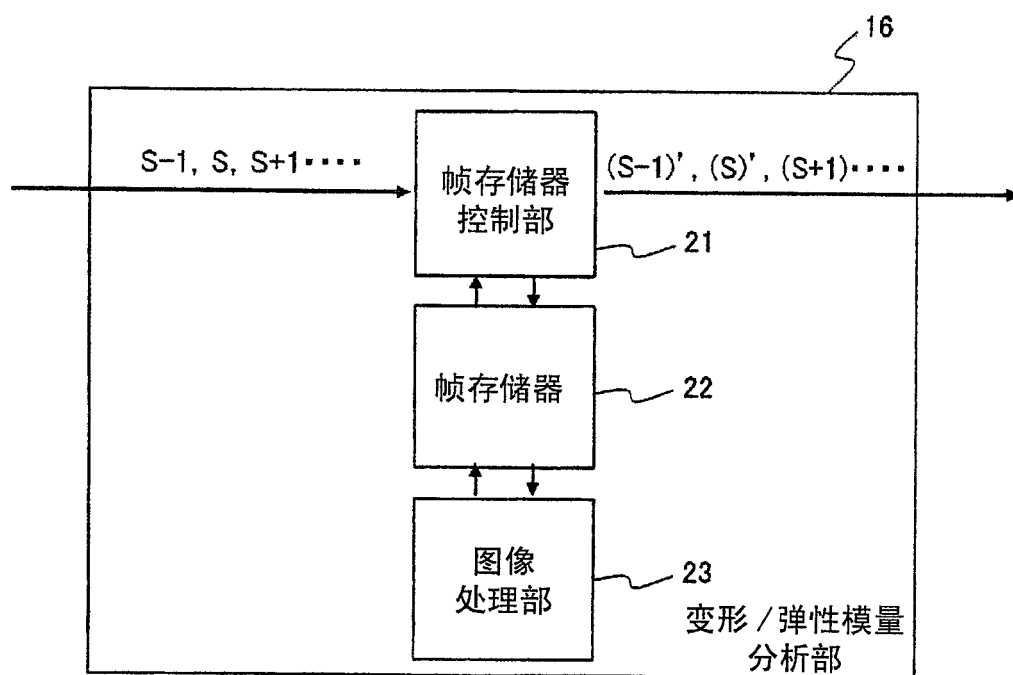 16
S-1, S, S+1････
帧存储器
控制部
(S-1)', (S)', (S+1)････
21
帧存储器
22
图像
处理部
23
变形/弹性模量
分析部